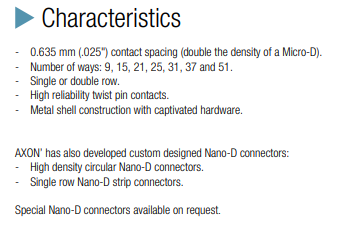 Characteristics
- 0.635 mm (.025") contact spacing (double the density of a Micro-D).
- Number of ways: 9, 15, 21, 25, 31, 37 and 51.
- Single or double row.
- High reliability twist pin contacts.
- Metal shell construction with captivated hardware.
AXON' has also developed custom designed Nano-D connectors:
- High density circular Nano-D connectors.
- Single row Nano-D strip connectors.
Special Nano-D connectors available on request.